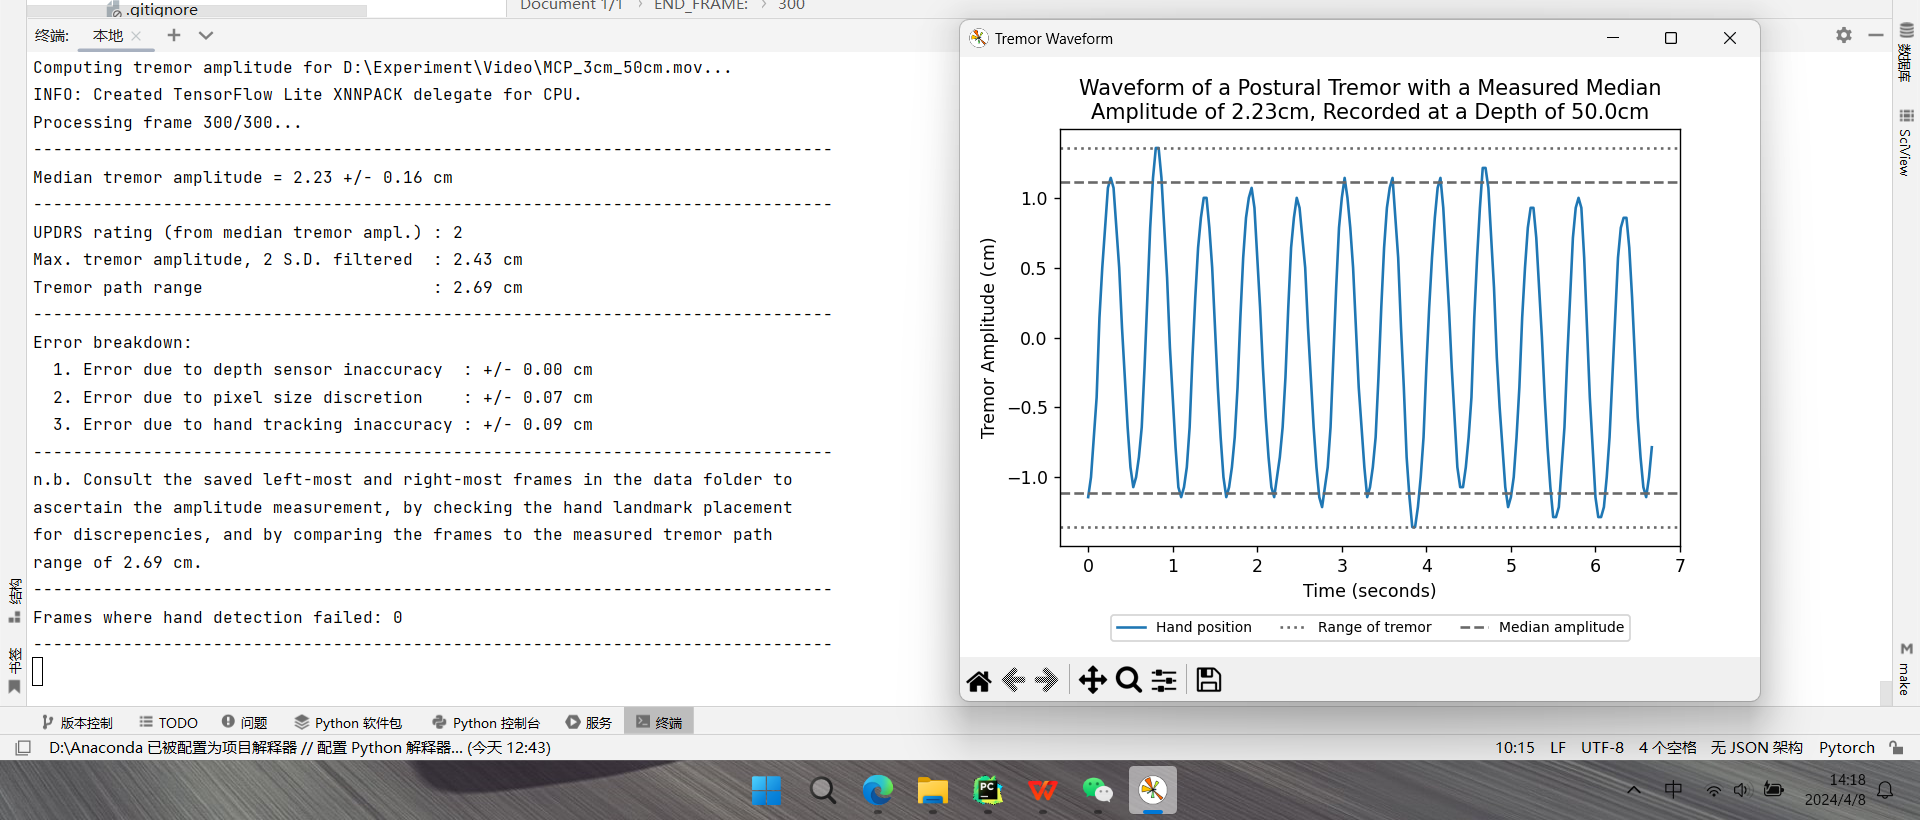 .gitignore
Document 1/1 › END_FRAME: › 300
终端: 本地
Computing tremor amplitude for D:\Experiment\Video\MCP_3cm_50cm.mov...
INFO: Created TensorFlow Lite XNNPACK delegate for CPU.
Processing frame 300/300...
--------------------------------------------------------------------------------
Median tremor amplitude = 2.23 +/- 0.16 cm
--------------------------------------------------------------------------------
UPDRS rating (from median tremor ampl.) : 2
Max. tremor amplitude, 2 S.D. filtered  : 2.43 cm
Tremor path range                       : 2.69 cm
--------------------------------------------------------------------------------
Error breakdown:
  1. Error due to depth sensor inaccuracy  : +/- 0.00 cm
  2. Error due to pixel size discretion    : +/- 0.07 cm
  3. Error due to hand tracking inaccuracy : +/- 0.09 cm
--------------------------------------------------------------------------------
n.b. Consult the saved left-most and right-most frames in the data folder to
ascertain the amplitude measurement, by checking the hand landmark placement
for discrepencies, and by comparing the frames to the measured tremor path
range of 2.69 cm.
--------------------------------------------------------------------------------
Frames where hand detection failed: 0
--------------------------------------------------------------------------------
Tremor Waveform
Waveform of a Postural Tremor with a Measured Median
Amplitude of 2.23cm, Recorded at a Depth of 50.0cm
Tremor Amplitude (cm)
1.0
0.5
0.0
−0.5
−1.0
0 1 2 3 4 5 6 7
Time (seconds)
Hand position Range of tremor Median amplitude
数据库
SciView
make
结构
书签
版本控制 TODO 问题 Python 软件包 Python 控制台 服务 终端
D:\Anaconda 已被配置为项目解释器 // 配置 Python 解释器... (今天 12:43)
10:15 LF UTF-8 4 个空格 无 JSON 架构 Pytorch
PC
中
14:18
2024/4/8